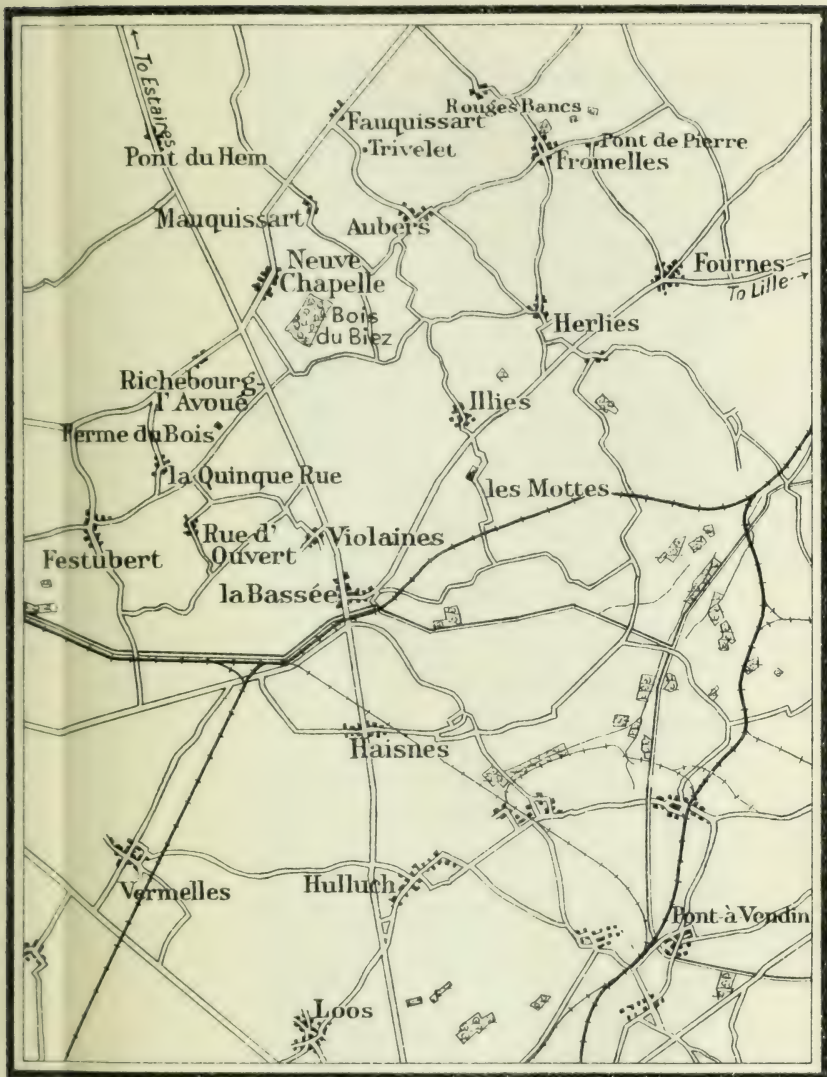 ← To Estaires
Rouges Bancs
Fauquissart
Trivelet
Pont de Pierre
Fromelles
Pont du Hem
Mauquissart
Aubers
Neuve
Chapelle
Fournes
To Lille →
Bois
du Biez
Herlies
Richebourg-
l'Avoué
Illies
Ferme du Bois
la Quinque Rue
les Mottes
Rue d'
Ouvert
Violaines
Festubert
la Bassée
Haisnes
Vermelles
Hulluch
Pont-à-Vendin
Loos